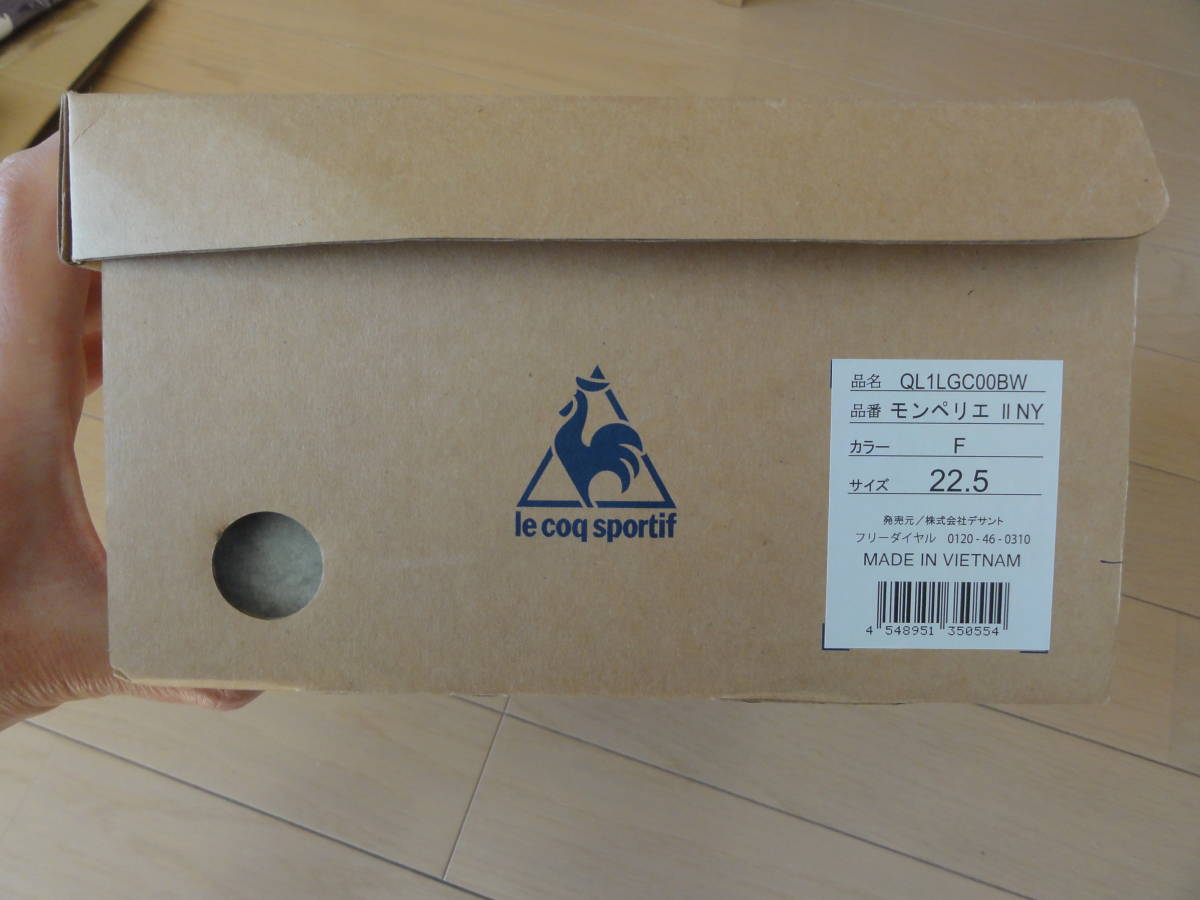 le coq sportif
品名 QL1LGC00BW
品番 モンペリエ II NY
カラー F
サイズ 22.5
発売元／株式会社デサント
フリーダイヤル 0120-46-0310
MADE IN VIETNAM
4 548951 350554